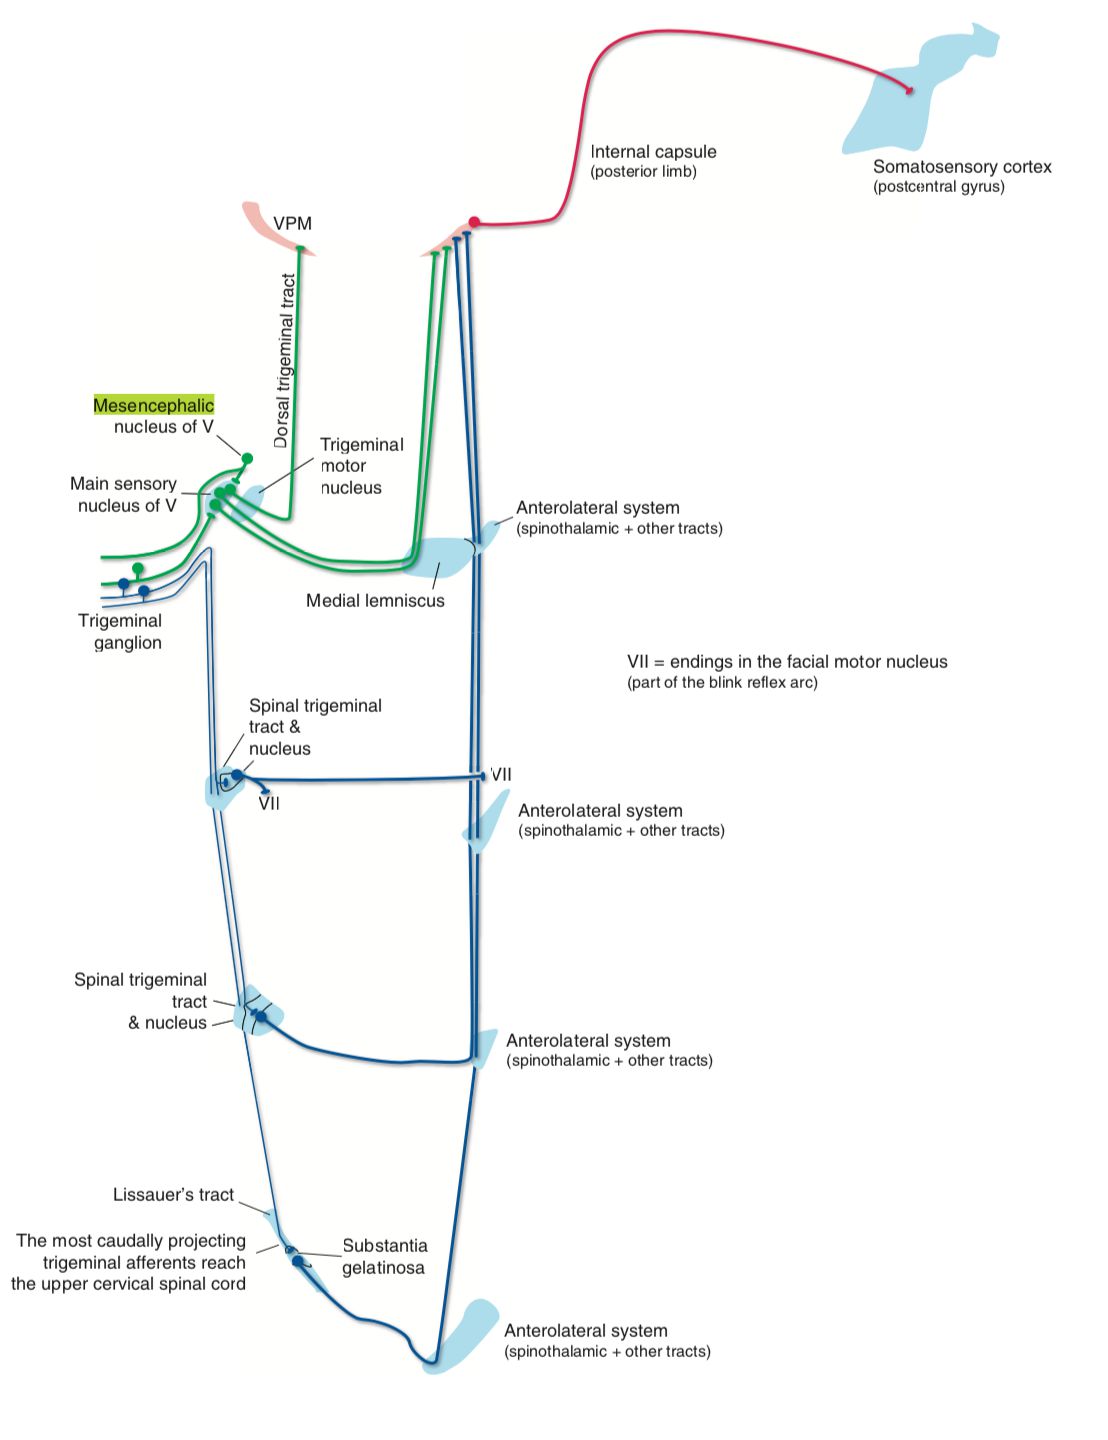 Internal capsule
(posterior limb)
Somatosensory cortex
(postcentral gyrus)
VPM
Dorsal trigeminal tract
Mesencephalic
nucleus of V
Trigeminal
motor
nucleus
Main sensory
nucleus of V
Anterolateral system
(spinothalamic + other tracts)
Medial lemniscus
Trigeminal
ganglion
VII = endings in the facial motor nucleus
(part of the blink reflex arc)
Spinal trigeminal
tract &
nucleus
VII
VII
Anterolateral system
(spinothalamic + other tracts)
Spinal trigeminal
tract
& nucleus
Anterolateral system
(spinothalamic + other tracts)
Lissauer's tract
The most caudally projecting
trigeminal afferents reach
the upper cervical spinal cord
Substantia
gelatinosa
Anterolateral system
(spinothalamic + other tracts)